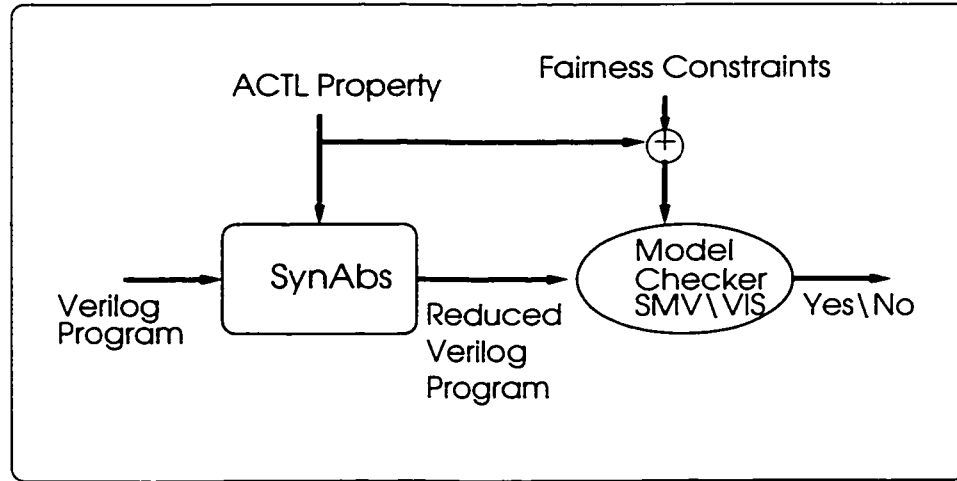 Fairness Constraints
ACTL Property
+
SynAbs
Model
Checker
SMV\VIS
Verilog
Program
Reduced
Verilog
Program
Yes\No